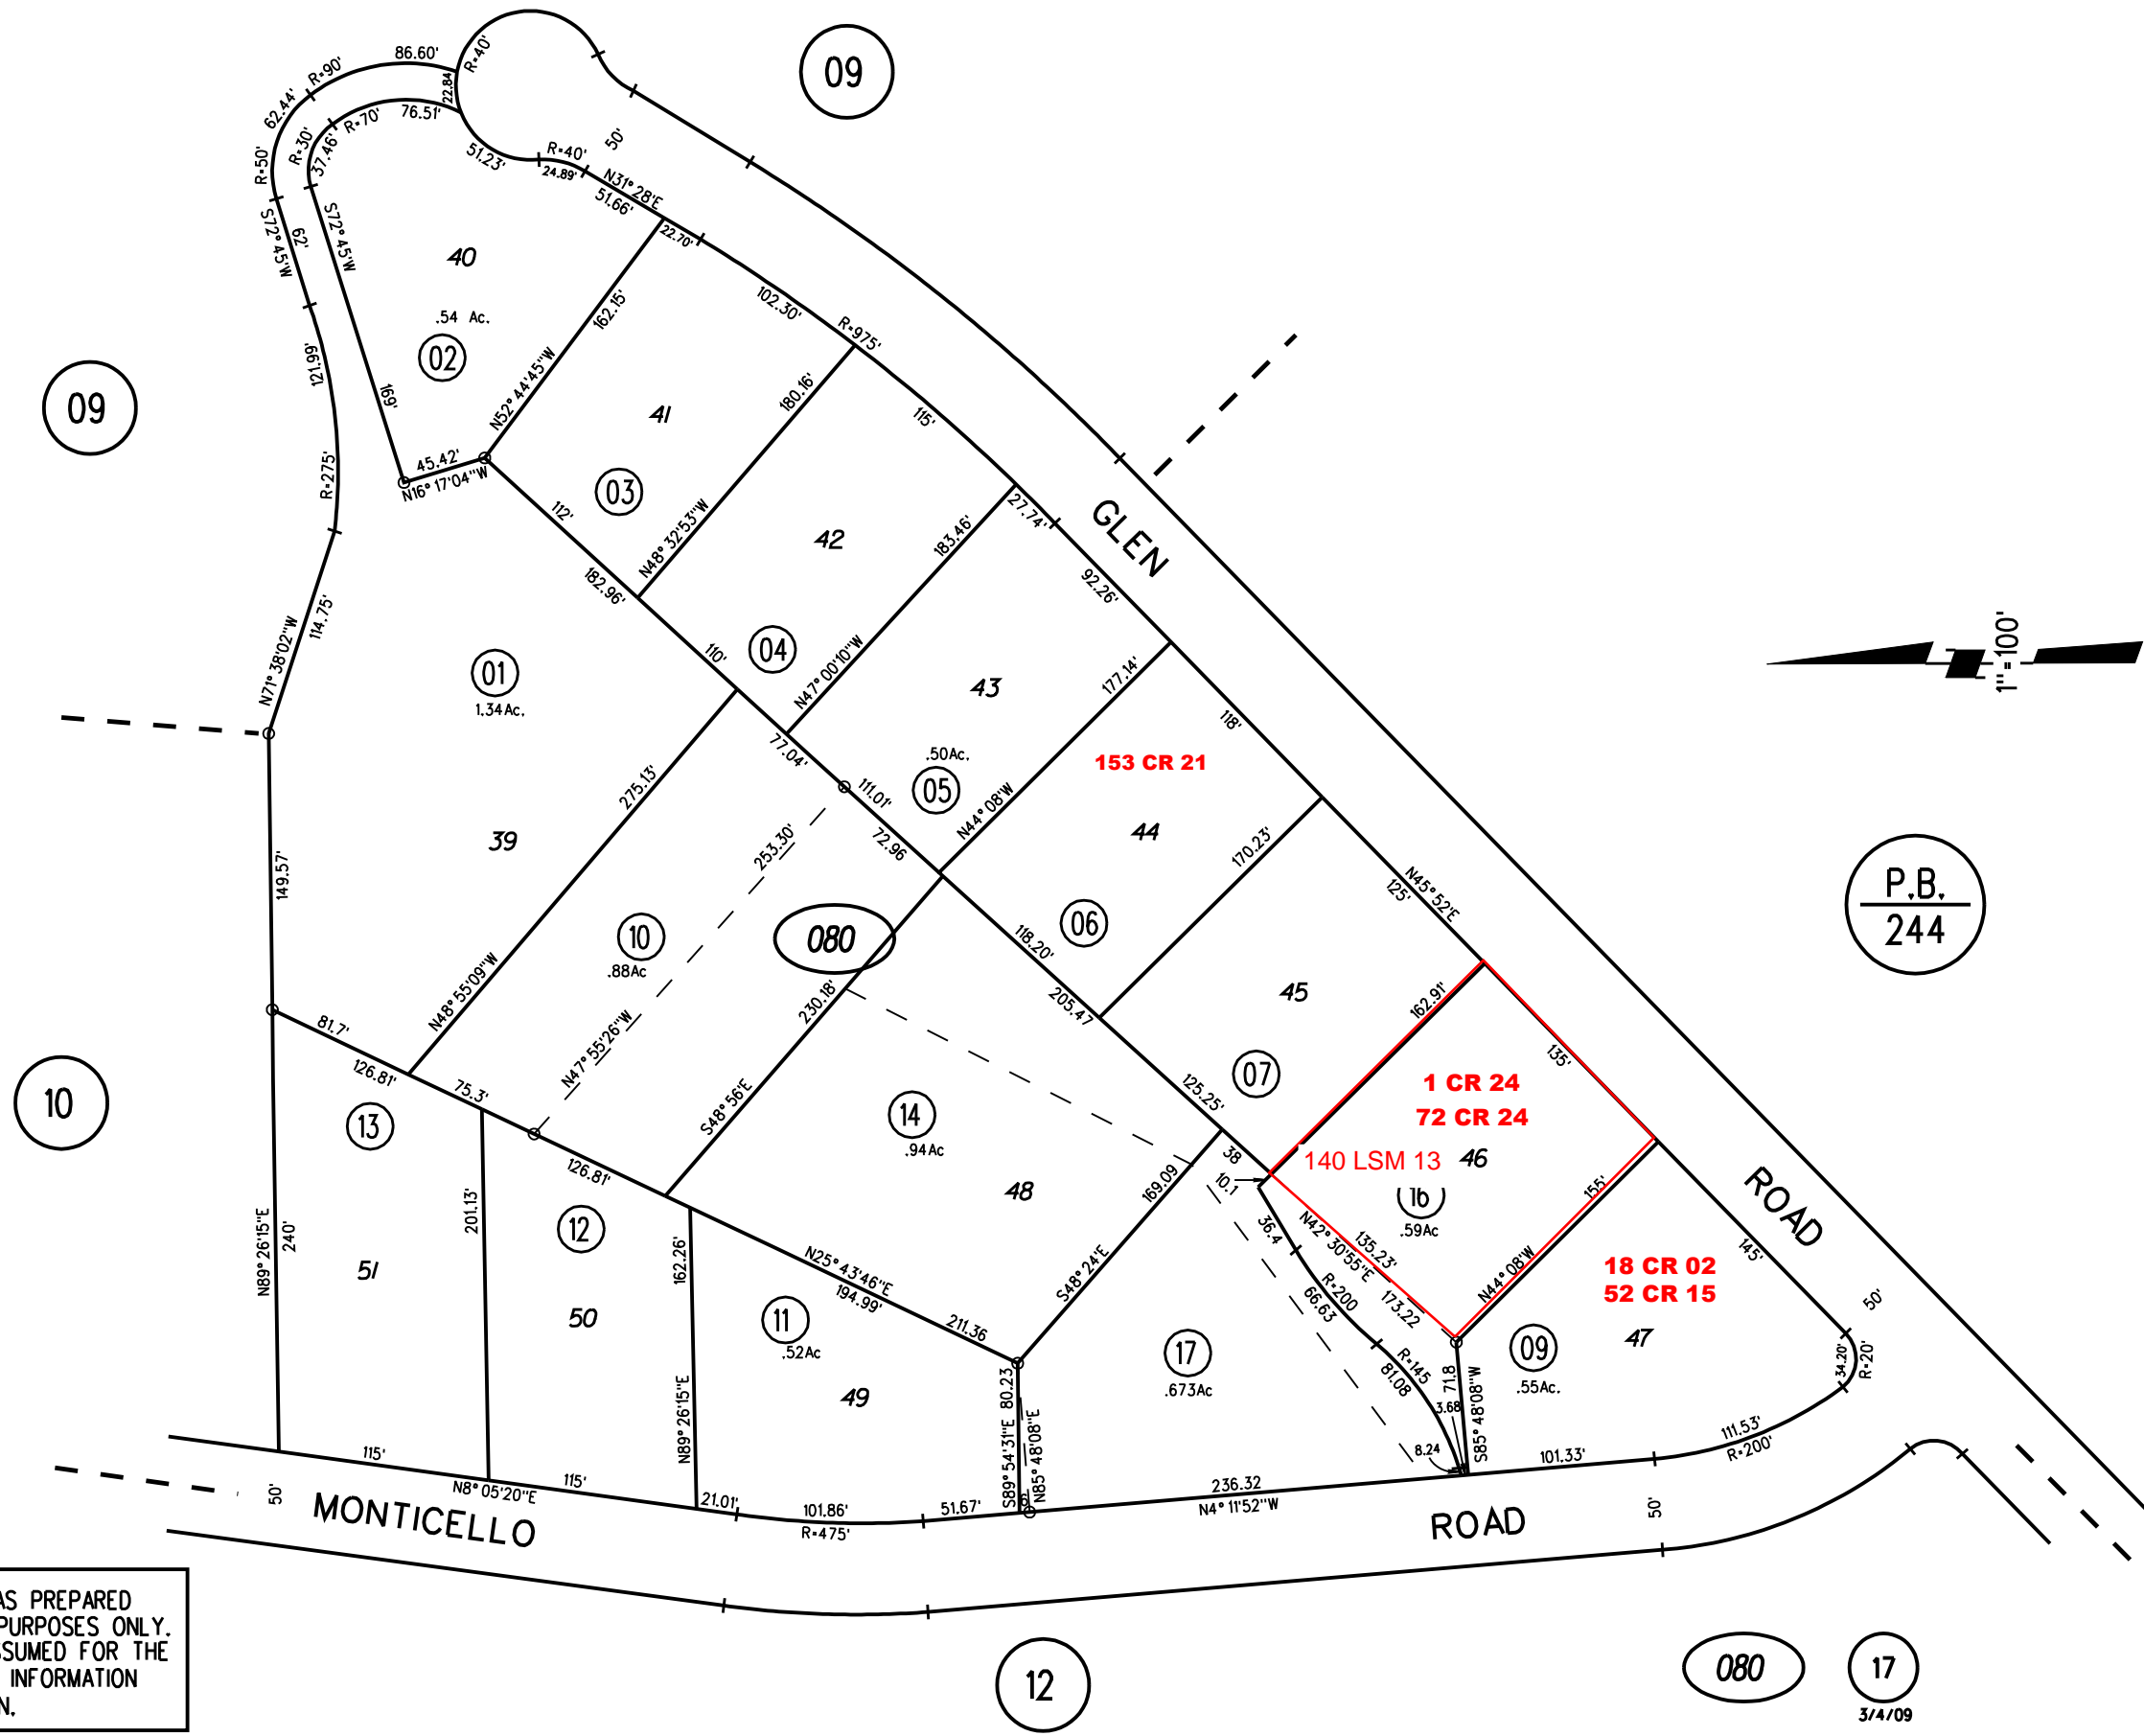 09
86.60'
R=90'
62.44'
R=40'
22.84
76.51'
R=70'
R=30'
37.46'
R=50'
51.23'
R=40'
24.89'
50'
N31°28'E
51.66'
22.70'
S72°45'W
62'
S72°45'W
40
.54 Ac.
02
121.99'
169'
162.15'
N52°44'45"W
102.30'
R=975'
09
41
180.16'
115'
45.42'
N16°17'04"W
03
R=275'
112'
N48°32'53"W
42
183.46'
27.74'
GLEN
182.96'
92.26'
114.75'
N71°38'02"W
110'
04
N47°00'10"W
1"=100'
01
1.34Ac.
43
177.14'
118'
77.04'
.50Ac.
05
153 CR 21
275.13'
111.01'
N44°08'W
39
253.30'
72.96
44
170.23'
149.57'
N45°52'E
125'
P.B.
244
10
.88Ac
080
06
118.20'
N48°55'09"W
230.18'
205.47
45
162.91'
81.7'
126.81'
N47°55'26"W
135'
75.3'
07
1 CR 24
72 CR 24
10
13
14
.94Ac
S48°56'E
125.25'
38
140 LSM 13
46
126.81'
48
169.09
10.1
155'
16
.59Ac
ROAD
201.13'
12
36.4
N42°30'55"E
135.23'
145'
N89°26'15"E
240'
51
162.26'
N25°43'46"E
194.99'
S48°24'E
R=200
66.63
173.22
N44°08'W
18 CR 02
52 CR 15
50'
50
11
.52Ac
211.36
17
.673Ac
09
.55Ac.
47
34.20'
R=20'
R=145
81.08
71.8
S85°48'08"W
49
N89°26'15"E
S89°54'31"E 80.23
N85°48'08"E
3.68
8.24
111.53'
R=200'
115'
101.33'
50'
N8°05'20"E
115'
21.01'
101.86'
R=475'
51.67'
236.32
N4°11'52"W
50'
MONTICELLO
ROAD
AS PREPARED
PURPOSES ONLY.
SUMED FOR THE
INFORMATION
N.
12
080
17
3/4/09